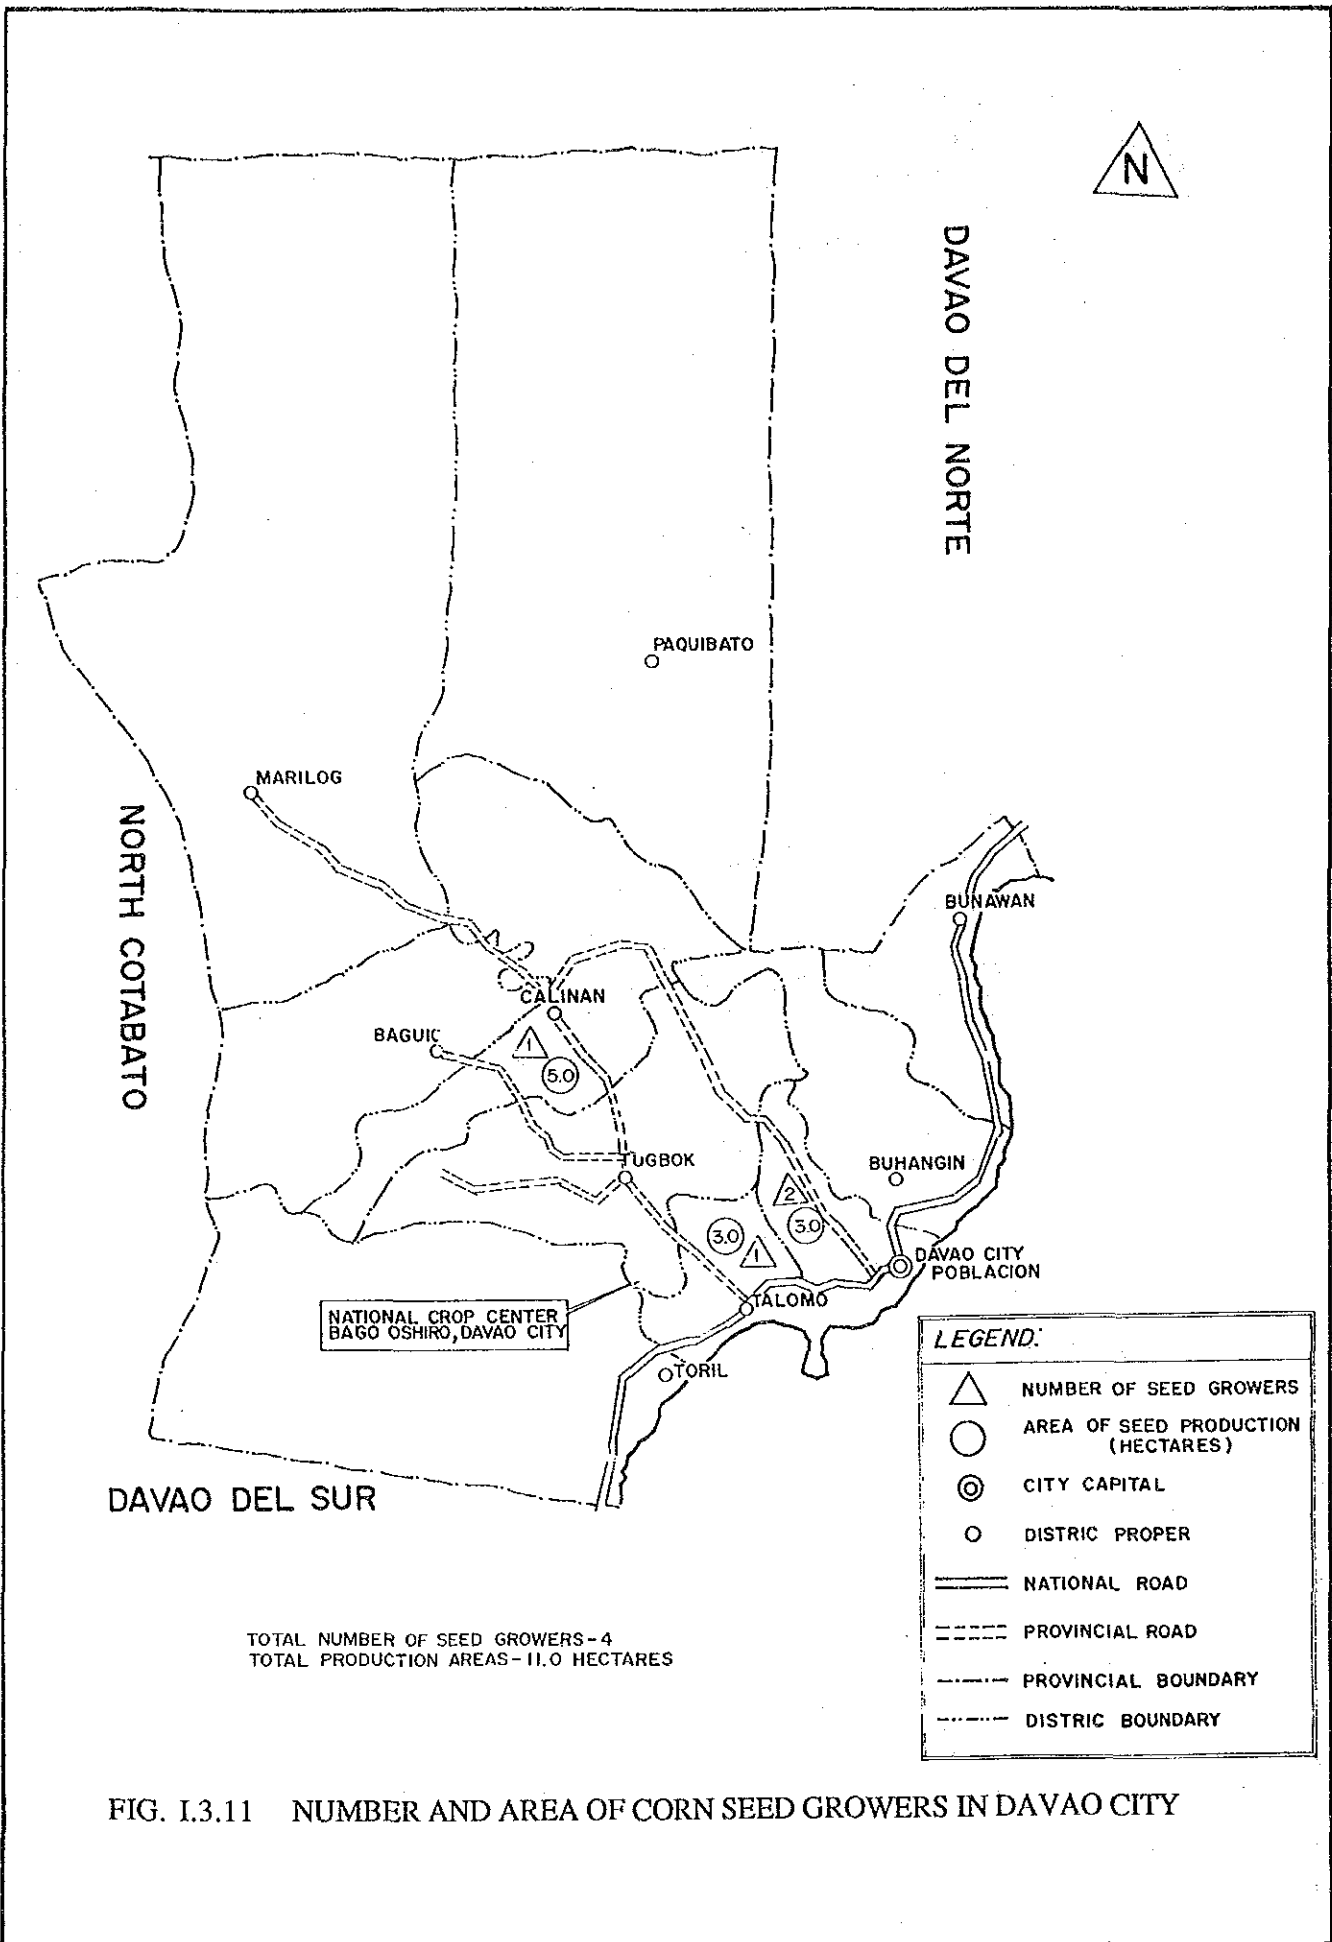 N
DAVAO DEL NORTE
PAQUIBATO
MARILOG
NORTH COTABATO
BUNAWAN
CALINAN
BAGUIO
1
5.0
TUGBOK
BUHANGIN
2
3.0
3.0
1
DAVAO CITY
POBLACION
TALOMO
NATIONAL CROP CENTER
BAGO OSHIRO, DAVAO CITY
TORIL
DAVAO DEL SUR
LEGEND:
NUMBER OF SEED GROWERS
AREA OF SEED PRODUCTION
(HECTARES)
CITY CAPITAL
DISTRIC PROPER
NATIONAL ROAD
PROVINCIAL ROAD
PROVINCIAL BOUNDARY
DISTRIC BOUNDARY
TOTAL NUMBER OF SEED GROWERS-4
TOTAL PRODUCTION AREAS-11.0 HECTARES
FIG. I.3.11 NUMBER AND AREA OF CORN SEED GROWERS IN DAVAO CITY